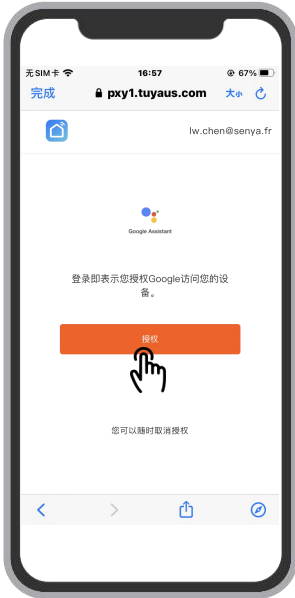 无SIM卡 16:57 67%
完成 pxy1.tuyaus.com 大小
lw.chen@senya.fr
Google Assistant
登录即表示您授权Google访问您的设
备。
授权
您可以随时取消授权